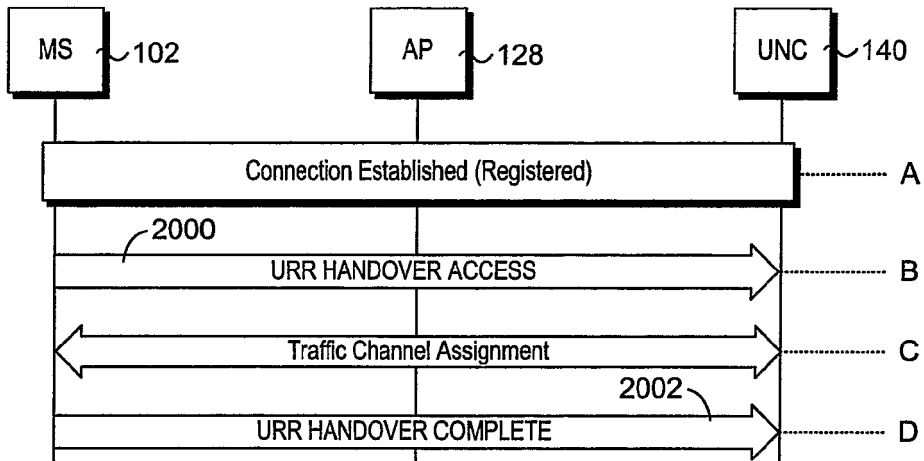 MS
102
AP
128
UNC
140
Connection Established (Registered)
A
2000
URR HANDOVER ACCESS
B
Traffic Channel Assignment
C
2002
URR HANDOVER COMPLETE
D